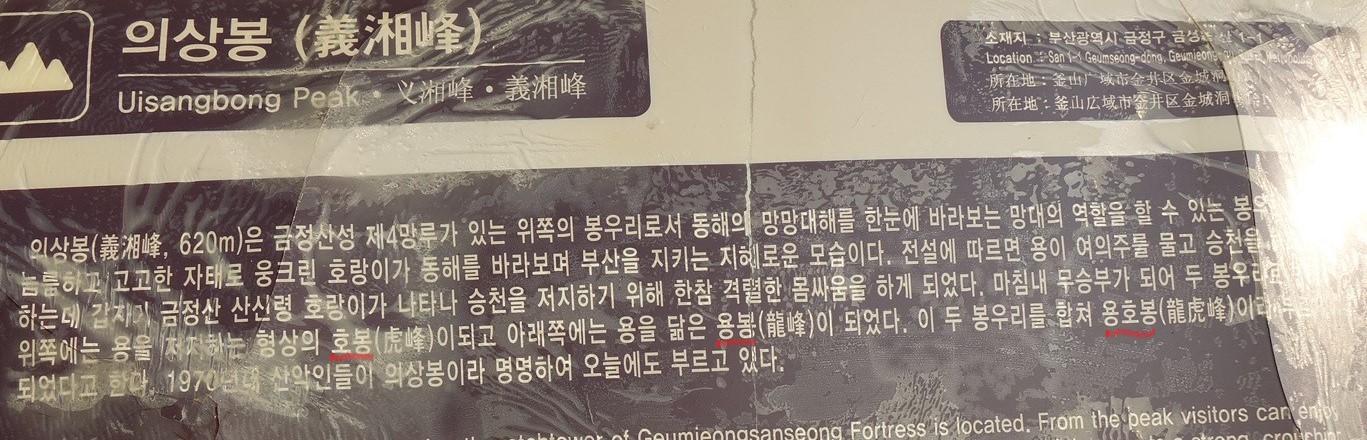 의상봉 (義湘峰)
Uisangbong Peak · 义湘峰 · 義湘峰
소재지 : 부산광역시 금정구 금성동 산 1-1
Location : San 1-1 Geumseong-dong, Geumjeong
所在地 : 釜山广域市金井区金城洞
所在地 : 釜山広域市金井区金城洞
의상봉(義湘峰, 620m)은 금정산성 제4망루가 있는 위쪽의 봉우리로서 동해의 망망대해를 한눈에 바라보는 망대의 역할을 할 수 있는
늠름하고 고고한 자태로 웅크린 호랑이가 동해를 바라보며 부산을 지키는 지혜로운 모습이다. 전설에 따르면 용이 여의주를 물고 승천을
하는데 갑자기 금정산 산신령 호랑이가 나타나 승천을 저지하기 위해 한참 격렬한 몸싸움을 하게 되었다. 마침내 무승부가 되어 두
위쪽에는 용을 저지하는 형상의 호봉(虎峰)이되고 아래쪽에는 용을 닮은 용봉(龍峰)이 되었다. 이 두 봉우리를 합쳐 용호봉(龍虎峰)이라
되었다고 한다. 1970년대 산악인들이 의상봉이라 명명하여 오늘에도 부르고 있다.
of Geumjeongsanseong Fortress is located. From the peak visitors can